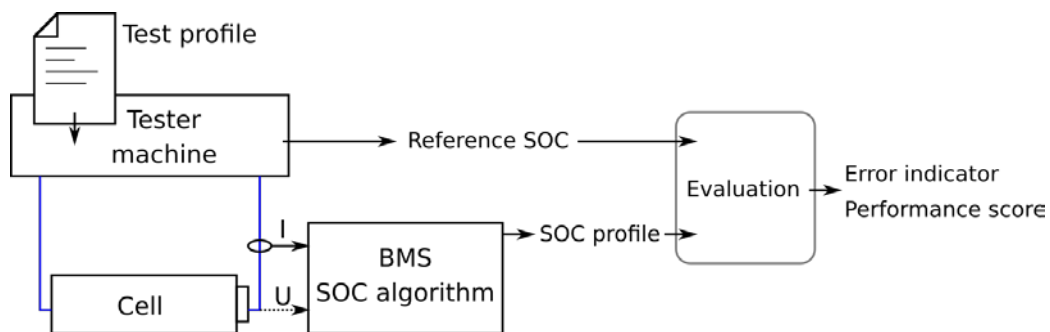 Test profile
Tester
machine
Reference SOC
Evaluation
Error indicator
Performance score
I
BMS
SOC algorithm
SOC profile
U
Cell